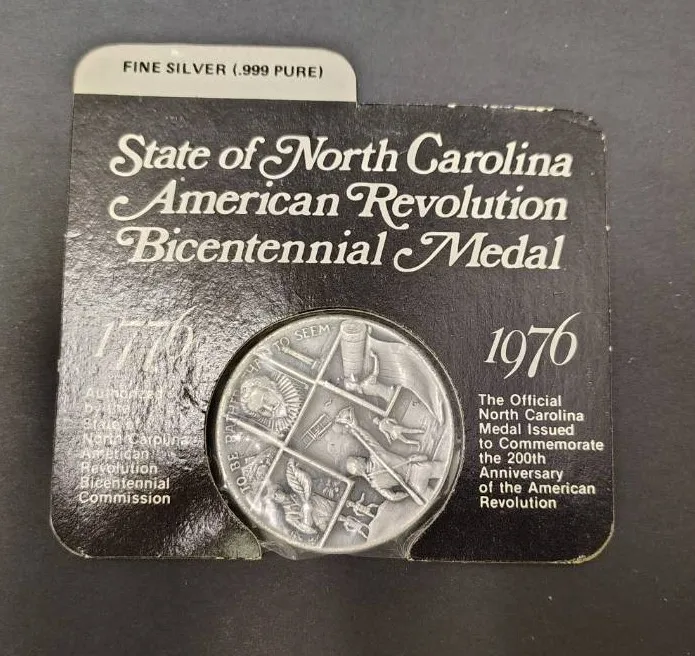 FINE SILVER (.999 PURE)
State of North Carolina
American Revolution
Bicentennial Medal
1776
Authorized
by the
State of
North Carolina
American
Revolution
Bicentennial
Commission
TO BE RATHER THAN TO SEEM
1976
The Official
North Carolina
Medal Issued
to Commemorate
the 200th
Anniversary
of the American
Revolution